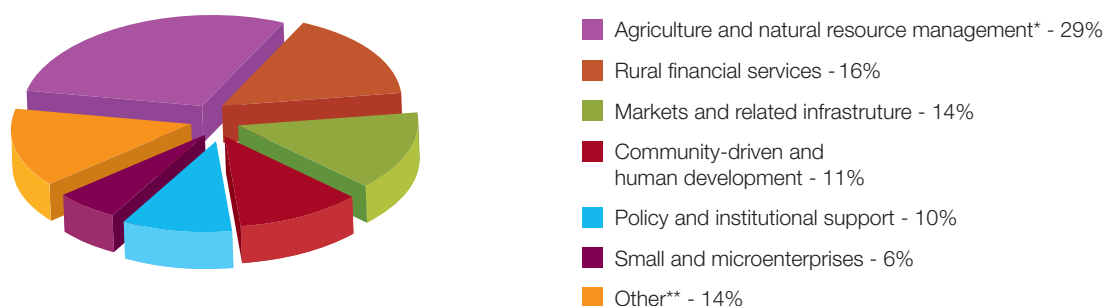 Agriculture and natural resource management* - 29%
Rural financial services - 16%
Markets and related infrastruture - 14%
Community-driven and
human development - 11%
Policy and institutional support - 10%
Small and microenterprises - 6%
Other** - 14%